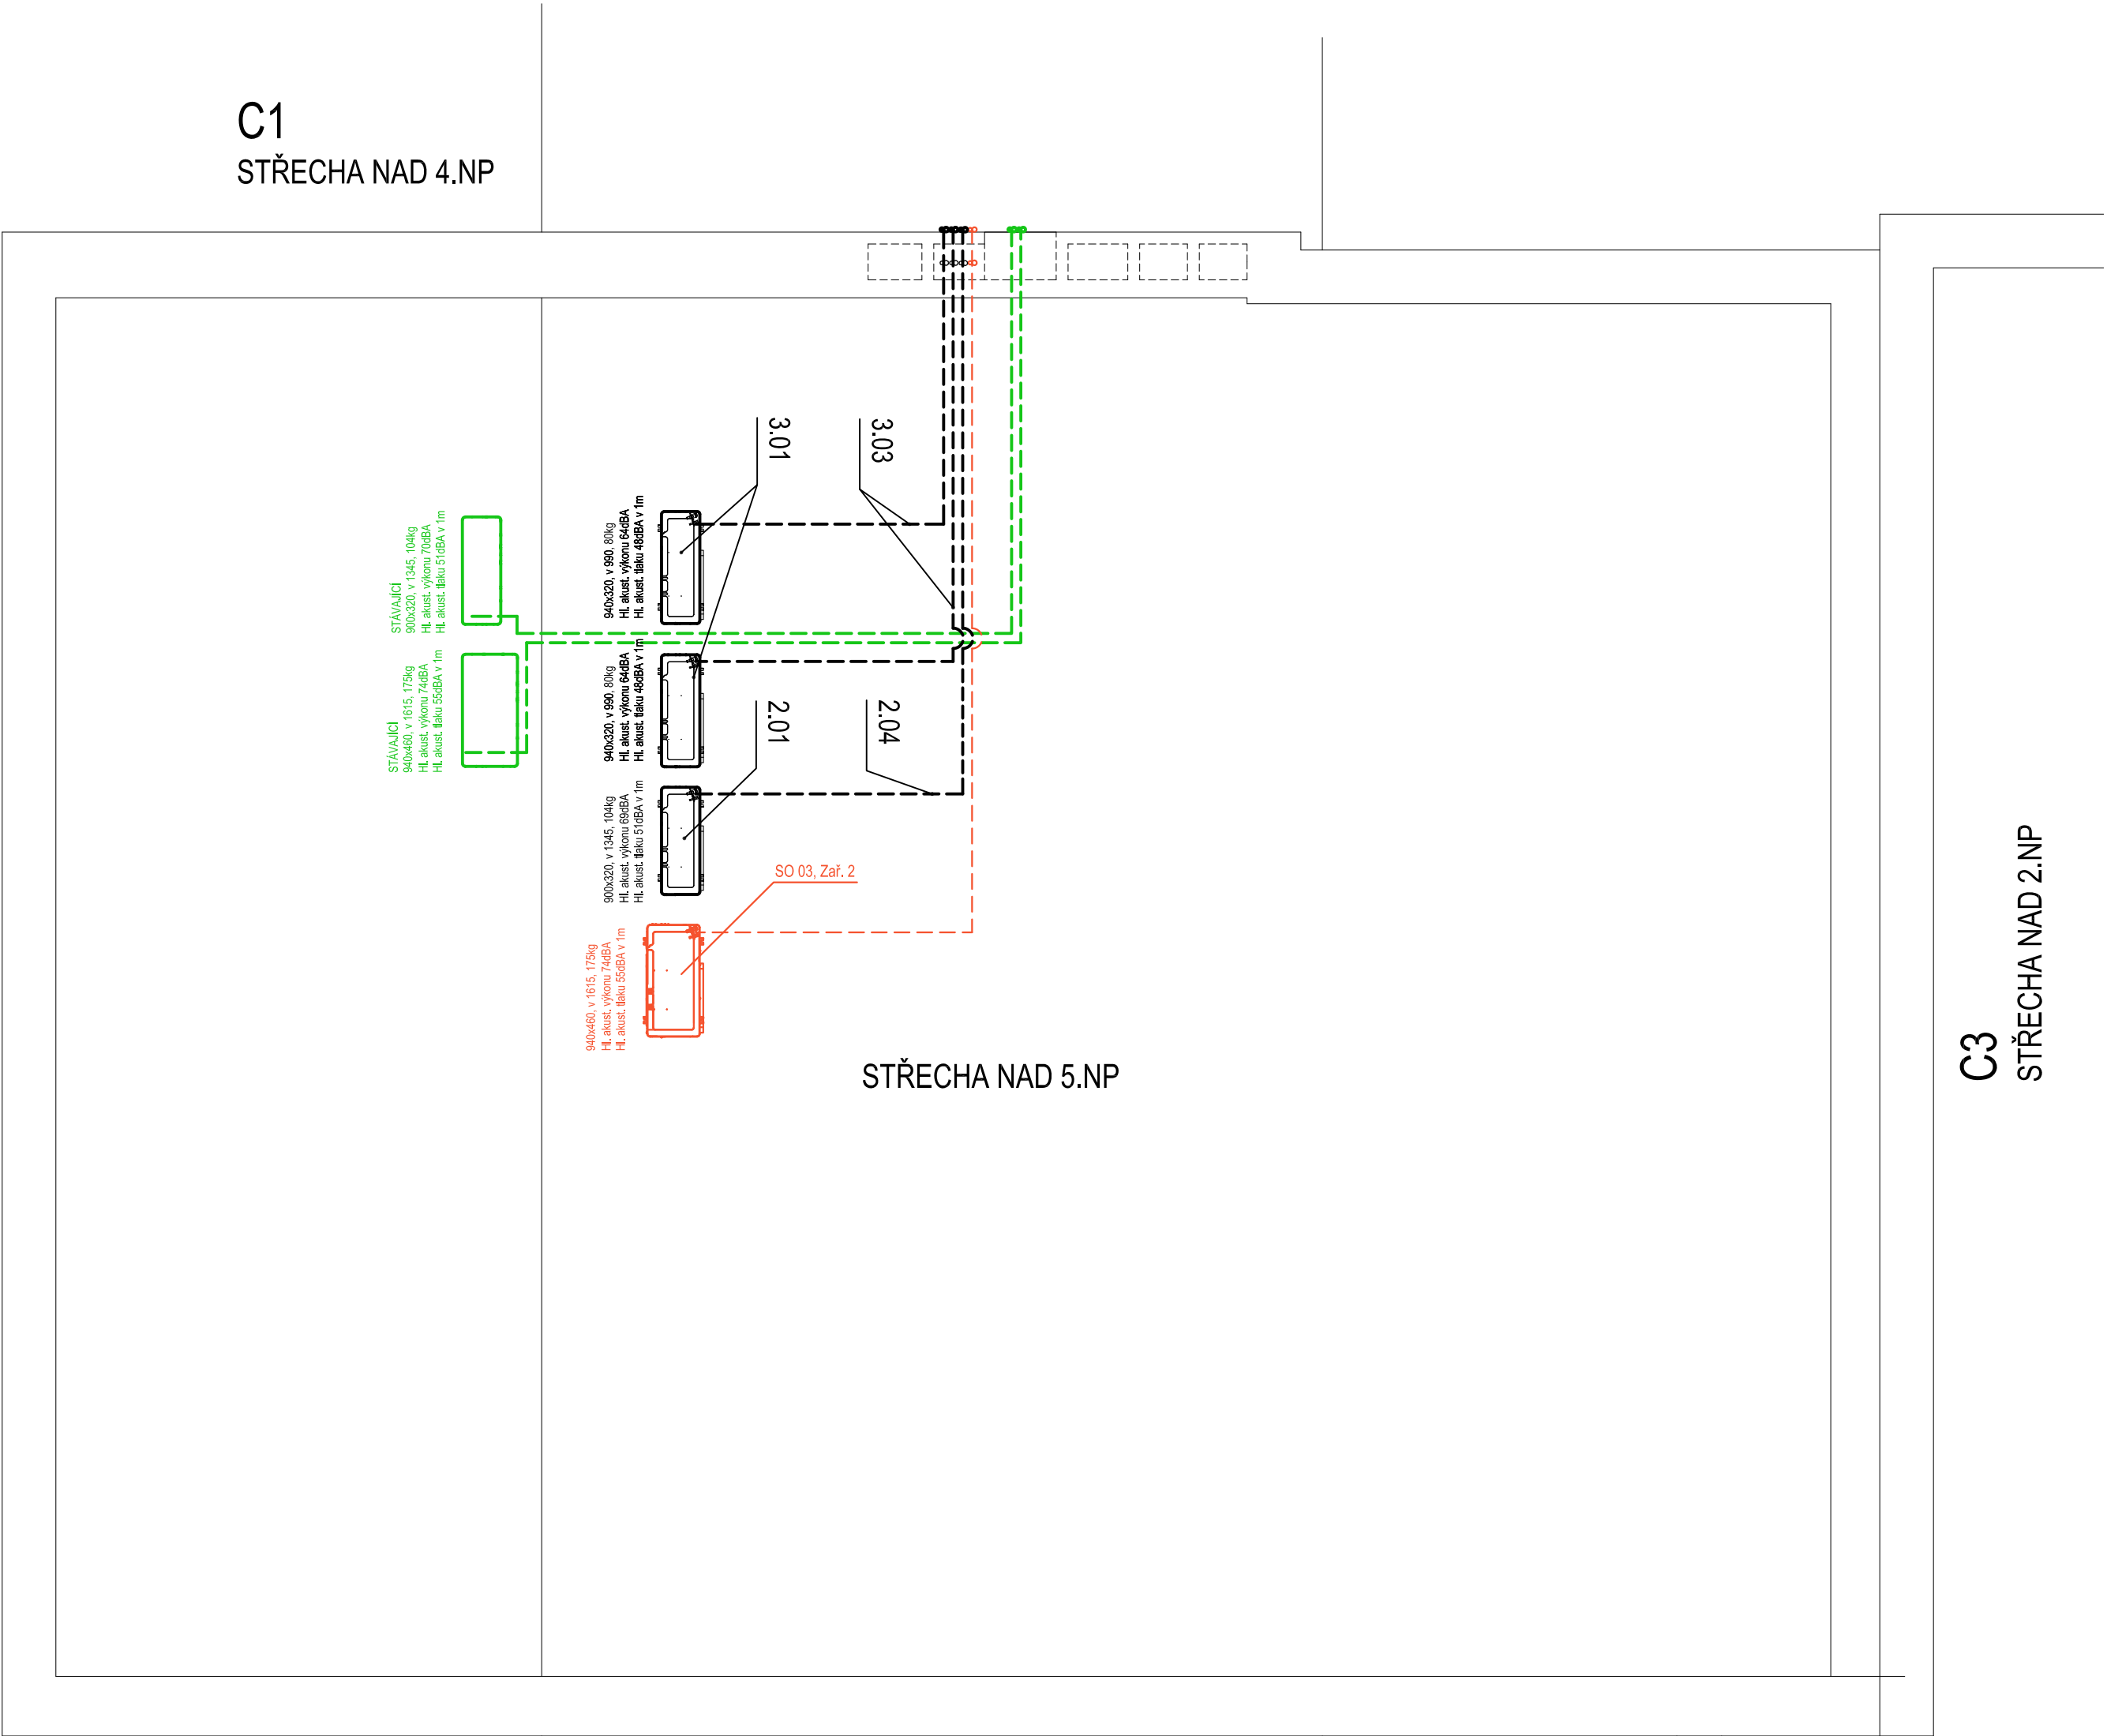 C1
STŘECHA NAD 4.NP
3.01
3.03
STÁVAJÍCÍ
900x320, v 1345, 104kg
Hl. akust. výkonu 70dBA
Hl. akust. tlaku 51dBA v 1m
940x320, v 990, 80kg
Hl. akust. výkonu 64dBA
Hl. akust. tlaku 48dBA v 1m
STÁVAJÍCÍ
940x460, v 1615, 175kg
Hl. akust. výkonu 74dBA
Hl. akust. tlaku 55dBA v 1m
940x320, v 990, 80kg
Hl. akust. výkonu 64dBA
Hl. akust. tlaku 48dBA v 1m
2.01
2.04
900x320, v 1345, 104kg
Hl. akust. výkonu 69dBA
Hl. akust. tlaku 51dBA v 1m
SO 03, Zař. 2
940x460, v 1615, 175kg
Hl. akust. výkonu 74dBA
Hl. akust. tlaku 55dBA v 1m
STŘECHA NAD 5.NP
C3
STŘECHA NAD 2.NP